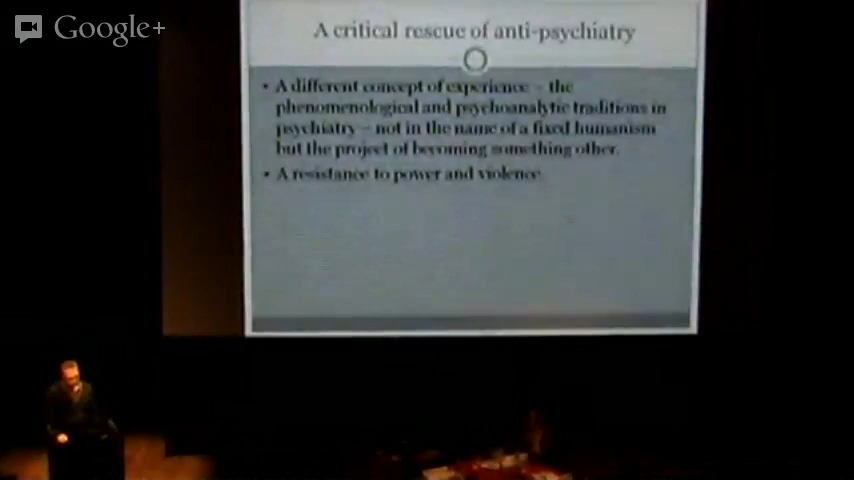 Google+
A critical rescue of anti-psychiatry
• A different concept of experience – the
phenomenological and psychoanalytic traditions in
psychiatry – not in the name of a fixed humanism
but the project of becoming something other.
• A resistance to power and violence